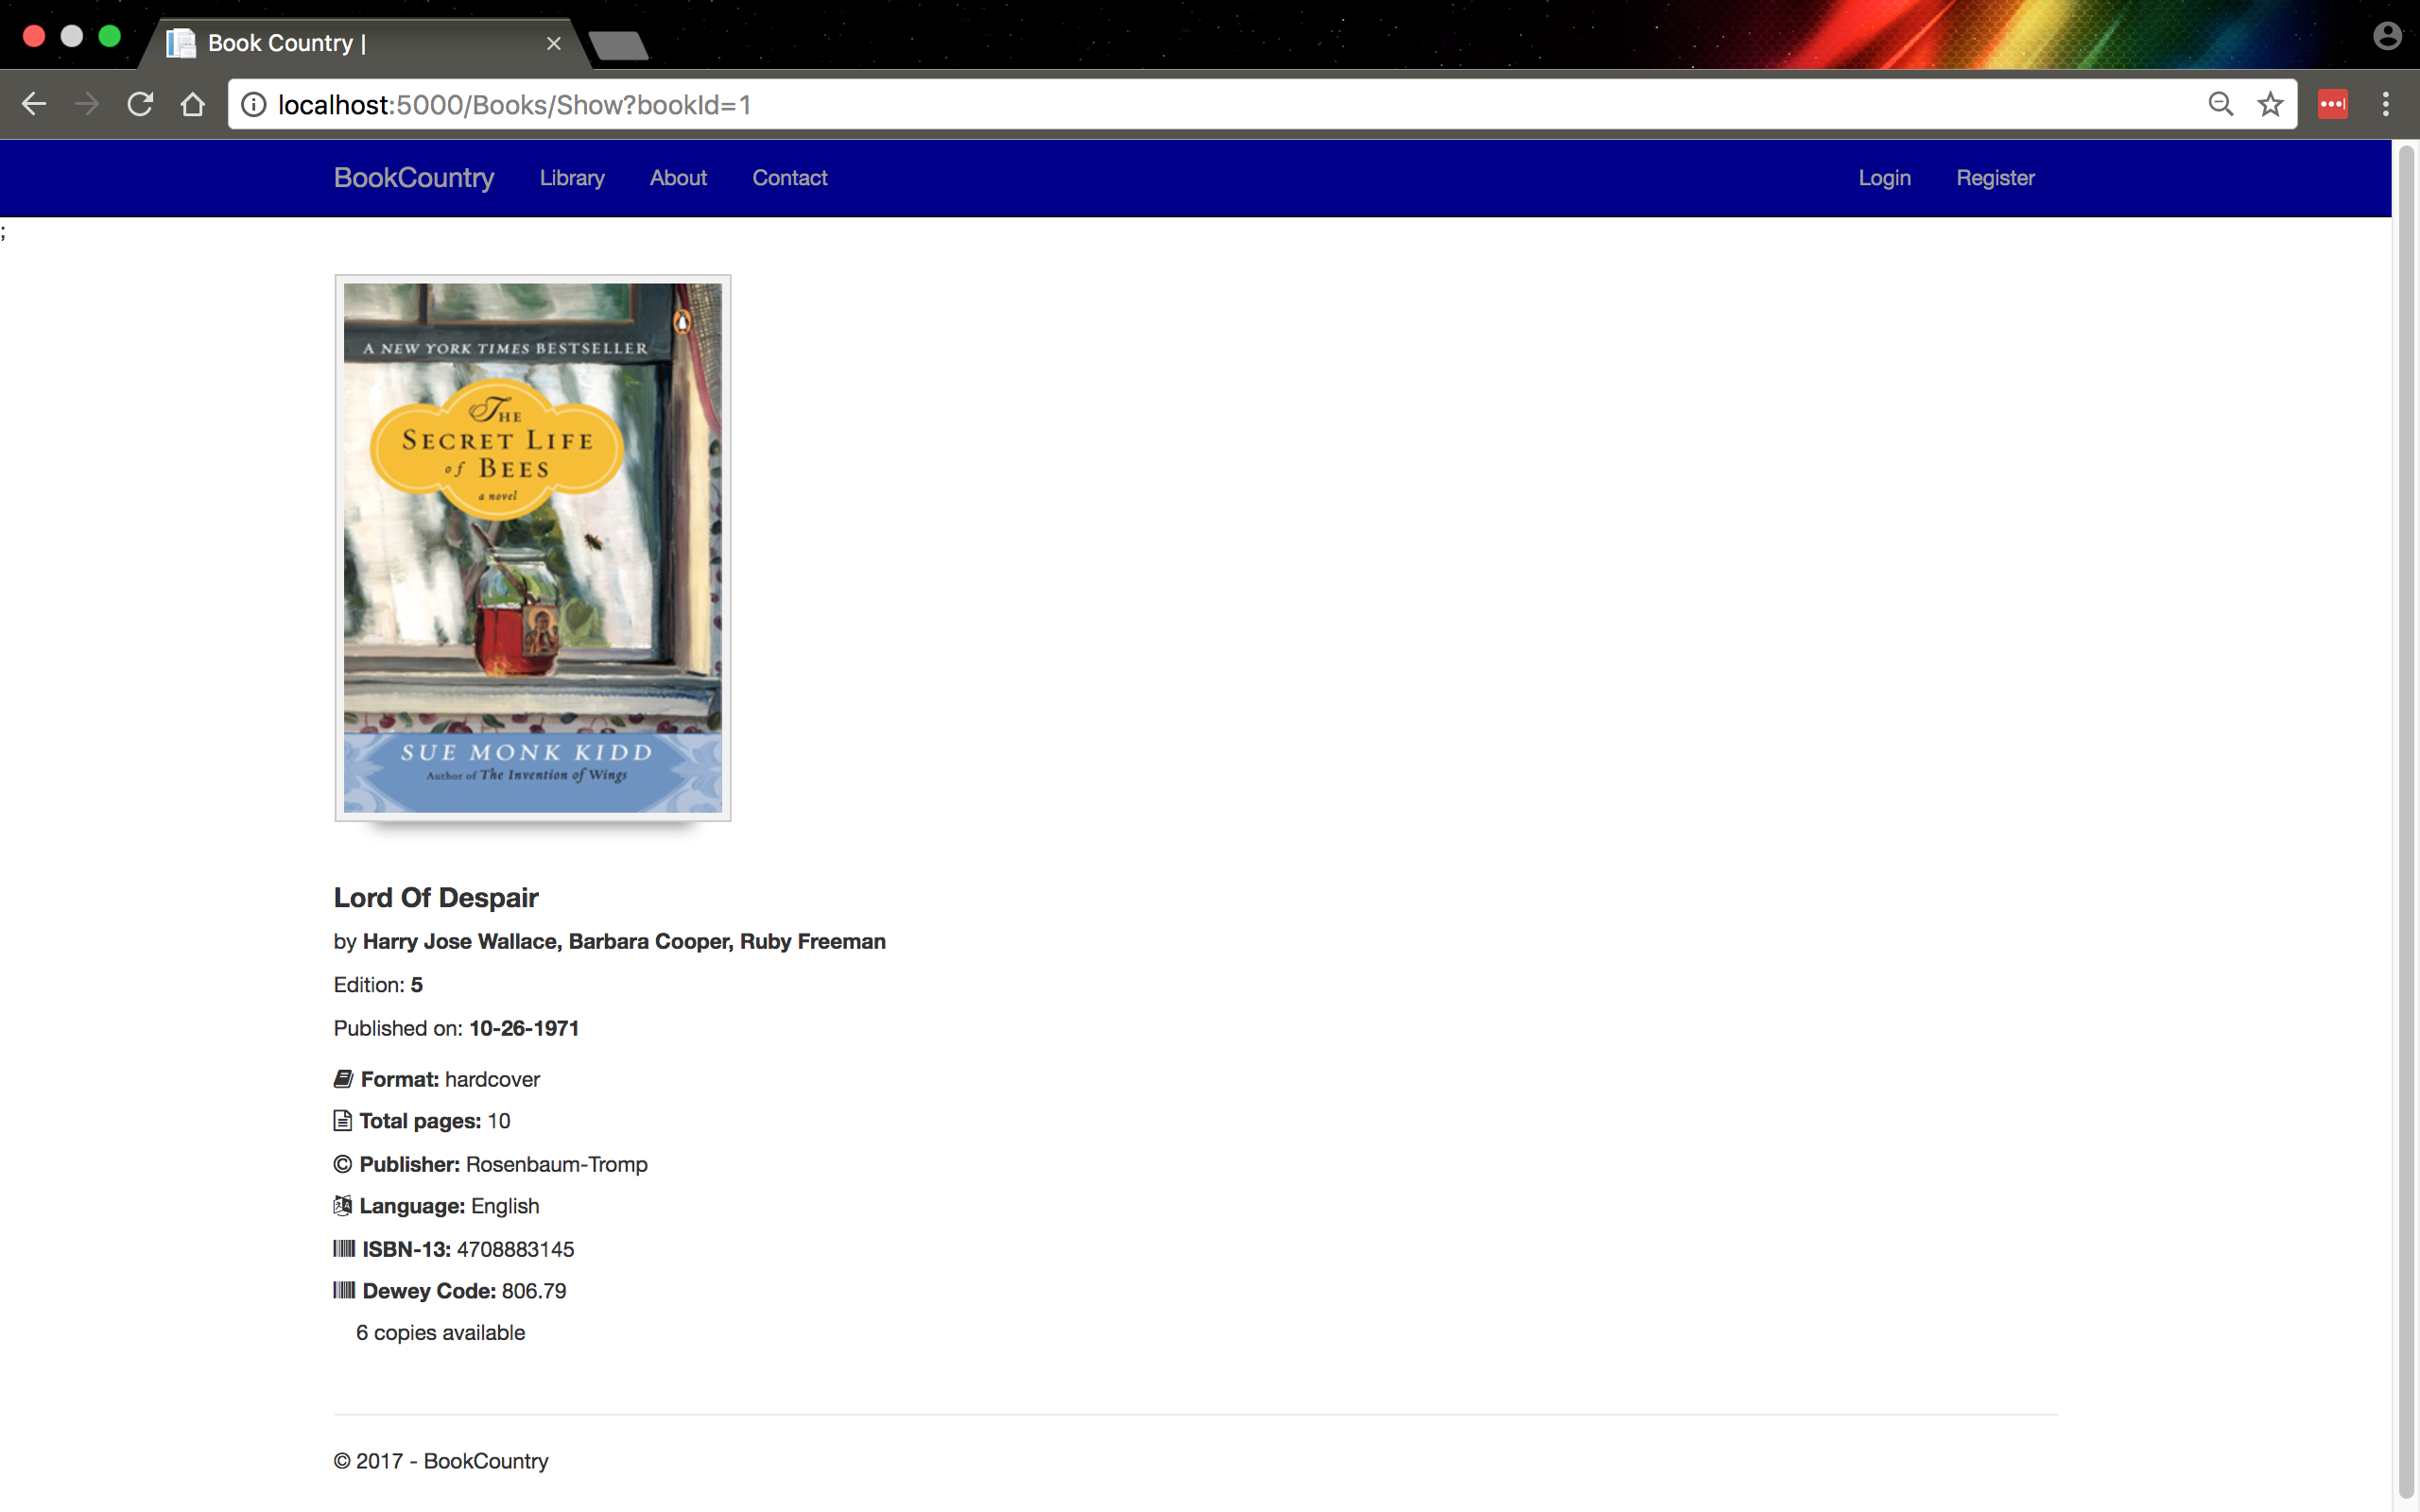 Book Country |
localhost:5000/Books/Show?bookId=1
BookCountry Library About Contact Login Register
;
A NEW YORK TIMES BESTSELLER
THE
SECRET LIFE
of BEES
a novel
SUE MONK KIDD
Author of The Invention of Wings
Lord Of Despair
by Harry Jose Wallace, Barbara Cooper, Ruby Freeman
Edition: 5
Published on: 10-26-1971
Format: hardcover
Total pages: 10
© Publisher: Rosenbaum-Tromp
Language: English
ISBN-13: 4708883145
Dewey Code: 806.79
6 copies available
© 2017 - BookCountry